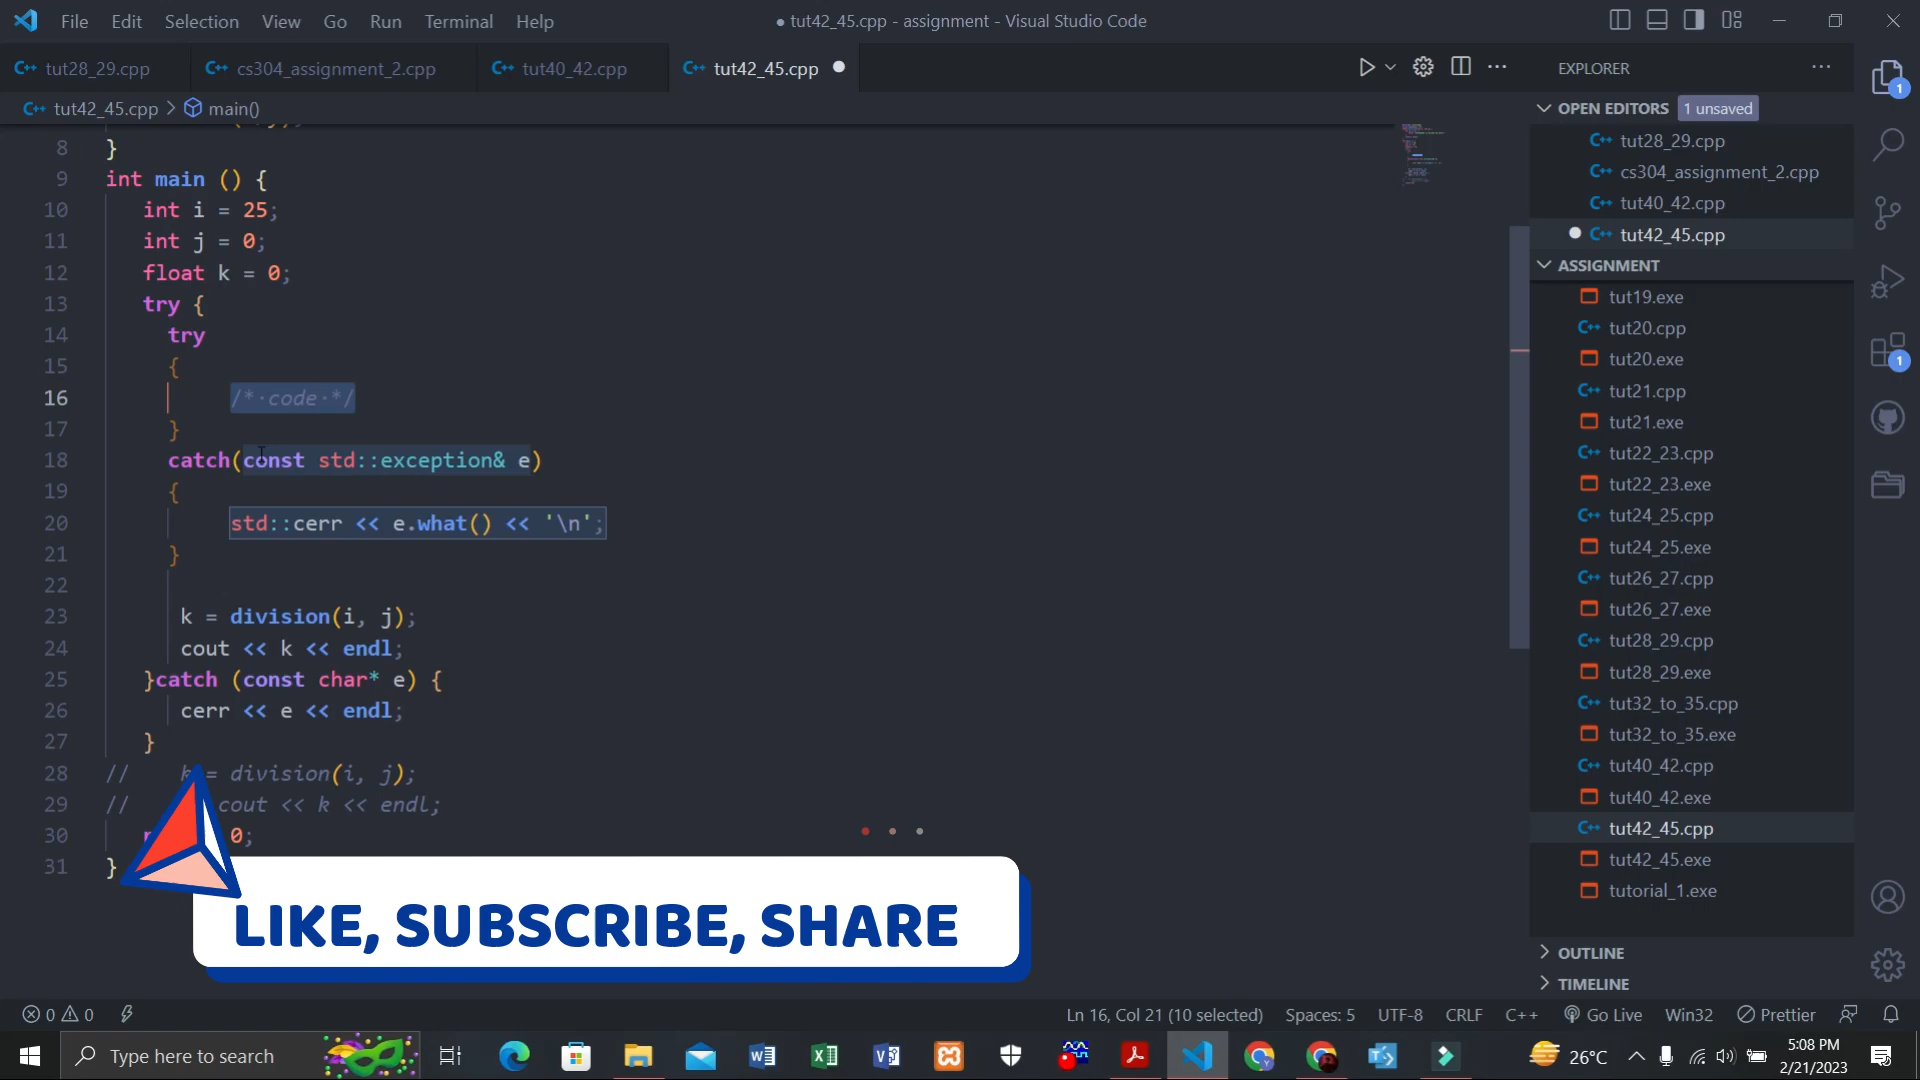 File Edit Selection View Go Run Terminal Help
● tut42_45.cpp - assignment - Visual Studio Code
tut28_29.cpp cs304_assignment_2.cpp tut40_42.cpp tut42_45.cpp
tut42_45.cpp > main()
8 }
9 int main () {
10 int i = 25;
11 int j = 0;
12 float k = 0;
13 try {
14 try
15 {
16 /* code */
17 }
18 catch(const std::exception& e)
19 {
20 std::cerr << e.what() << '\n';
21 }
22
23 k = division(i, j);
24 cout << k << endl;
25 }catch (const char* e) {
26 cerr << e << endl;
27 }
28 // k = division(i, j);
29 // cout << k << endl;
30 0;
31 }
LIKE, SUBSCRIBE, SHARE
EXPLORER
OPEN EDITORS 1 unsaved
tut28_29.cpp
cs304_assignment_2.cpp
tut40_42.cpp
tut42_45.cpp
ASSIGNMENT
tut19.exe
tut20.cpp
tut20.exe
tut21.cpp
tut21.exe
tut22_23.cpp
tut22_23.exe
tut24_25.cpp
tut24_25.exe
tut26_27.cpp
tut26_27.exe
tut28_29.cpp
tut28_29.exe
tut32_to_35.cpp
tut32_to_35.exe
tut40_42.cpp
tut40_42.exe
tut42_45.cpp
tut42_45.exe
tutorial_1.exe
OUTLINE
TIMELINE
1
1
0 0
Ln 16, Col 21 (10 selected) Spaces: 5 UTF-8 CRLF C++ Go Live Win32 Prettier
Type here to search
26°C
5:08 PM
2/21/2023